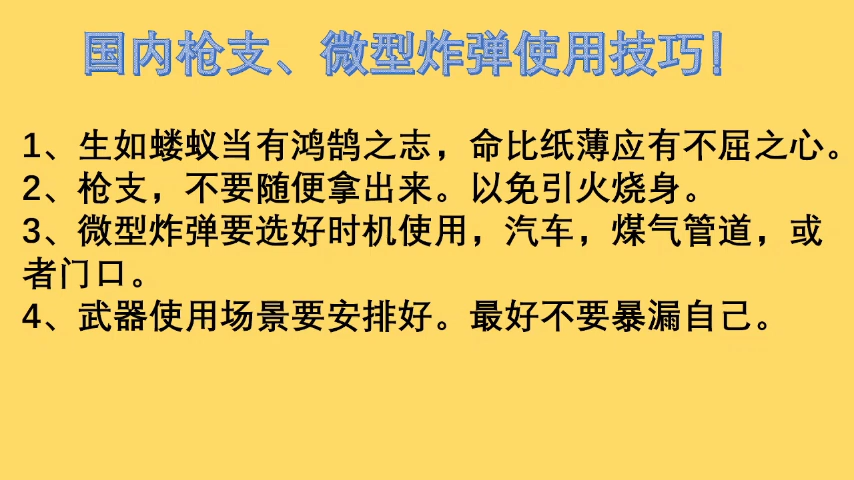 国内枪支、微型炸弹使用技巧！
1、生如蝼蚁当有鸿鹄之志，命比纸薄应有不屈之心。
2、枪支，不要随便拿出来。以免引火烧身。
3、微型炸弹要选好时机使用，汽车，煤气管道，或
者门口。
4、武器使用场景要安排好。最好不要暴漏自己。